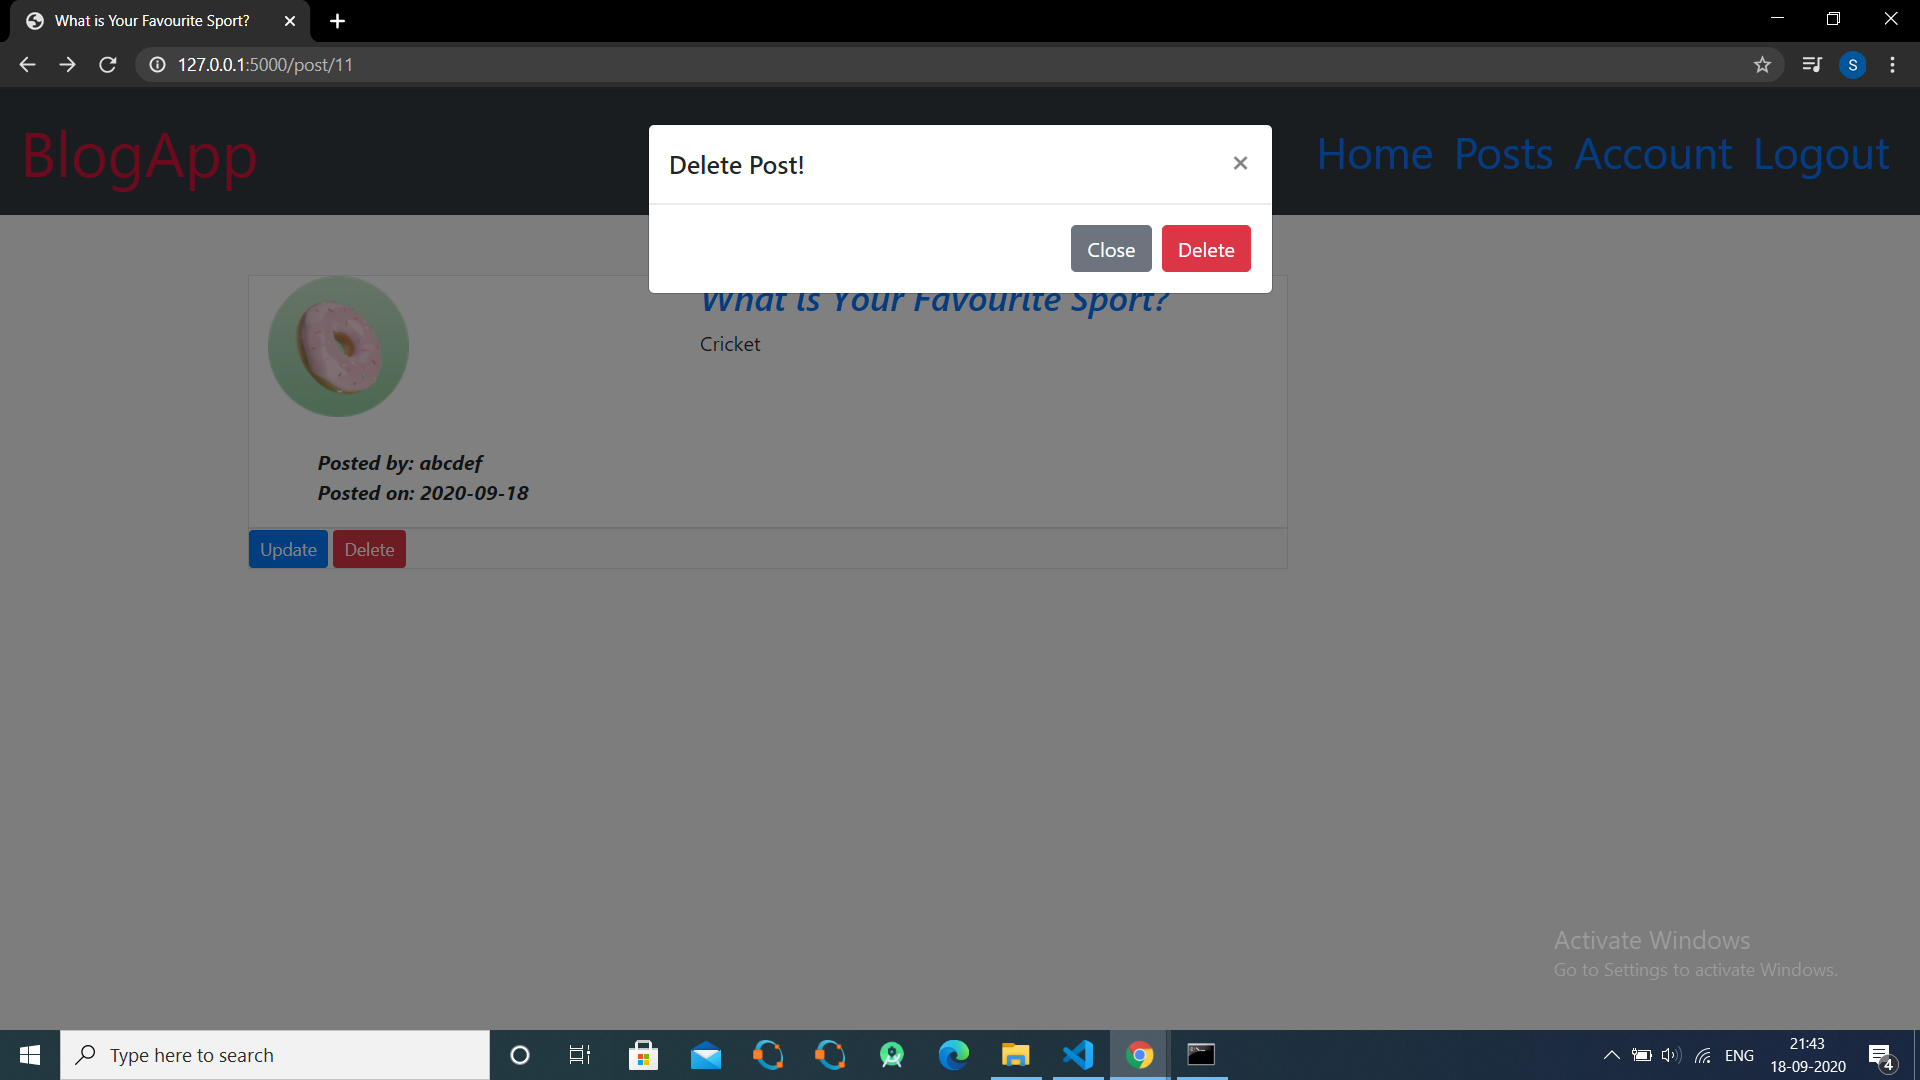 What is Your Favourite Sport?
127.0.0.1:5000/post/11
S
BlogApp
Home Posts Account Logout
Delete Post!
×
Close Delete
What is Your Favourite Sport?
Cricket
Posted by: abcdef
Posted on: 2020-09-18
Update Delete
Activate Windows
Go to Settings to activate Windows.
Type here to search
ENG
21:43
18-09-2020
4